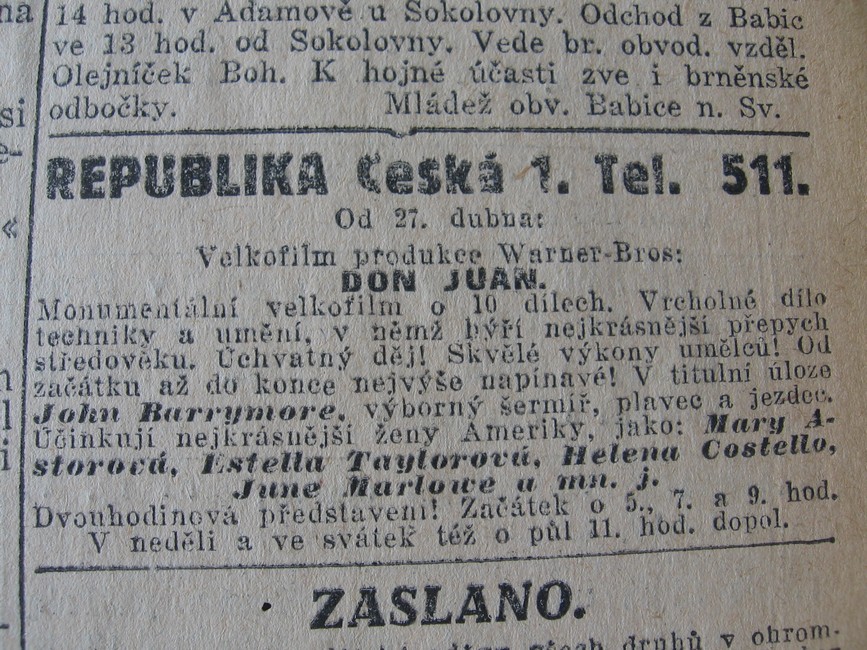 14 hod. v Adamově u Sokolovny. Odchod z Babic
ve 13 hod. od Sokolovny. Vede br. obvod. vzděl.
Olejníček Boh. K hojné účasti zve i brněnské
odbočky. Mládež obv. Babice n. Sv.
REPUBLIKA Česká 1. Tel. 511.
Od 27. dubna:
Velkofilm produkce Warner-Bros:
DON JUAN.
Monumentální velkofilm o 10 dílech. Vrcholné dílo
techniky a umění, v němž hýří nejkrásnější přepych
středověku. Úchvatný děj! Skvělé výkony umělců! Od
začátku až do konce nejvýše napínavé! V titulní úloze
John Barrymore, výborný šermíř, plavec a jezdec.
Účinkují nejkrásnější ženy Ameriky, jako: Mary A-
storová, Estella Taylorová, Helena Costello,
June Marlowe a mn. j.
Dvouhodinová představení! Začátek o 5., 7. a 9. hod.
V neděli a ve svátek též o půl 11. hod. dopol.
ZASLANO.
všech druhů v ohrom-